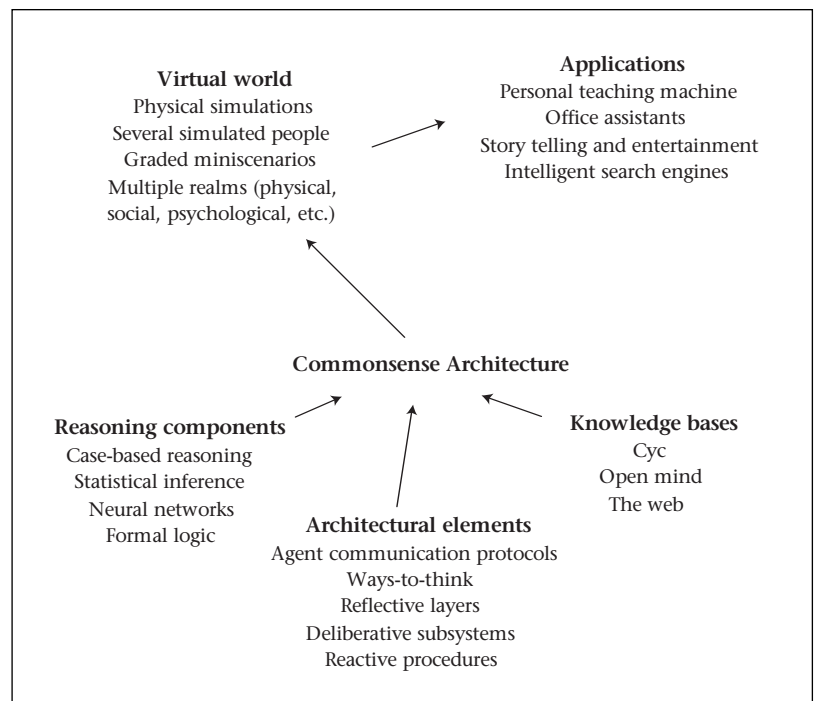 Virtual world
Physical simulations
Several simulated people
Graded miniscenarios
Multiple realms (physical,
social, psychological, etc.)
Applications
Personal teaching machine
Office assistants
Story telling and entertainment
Intelligent search engines
Commonsense Architecture
Reasoning components
Case-based reasoning
Statistical inference
Neural networks
Formal logic
Architectural elements
Agent communication protocols
Ways-to-think
Reflective layers
Deliberative subsystems
Reactive procedures
Knowledge bases
Cyc
Open mind
The web